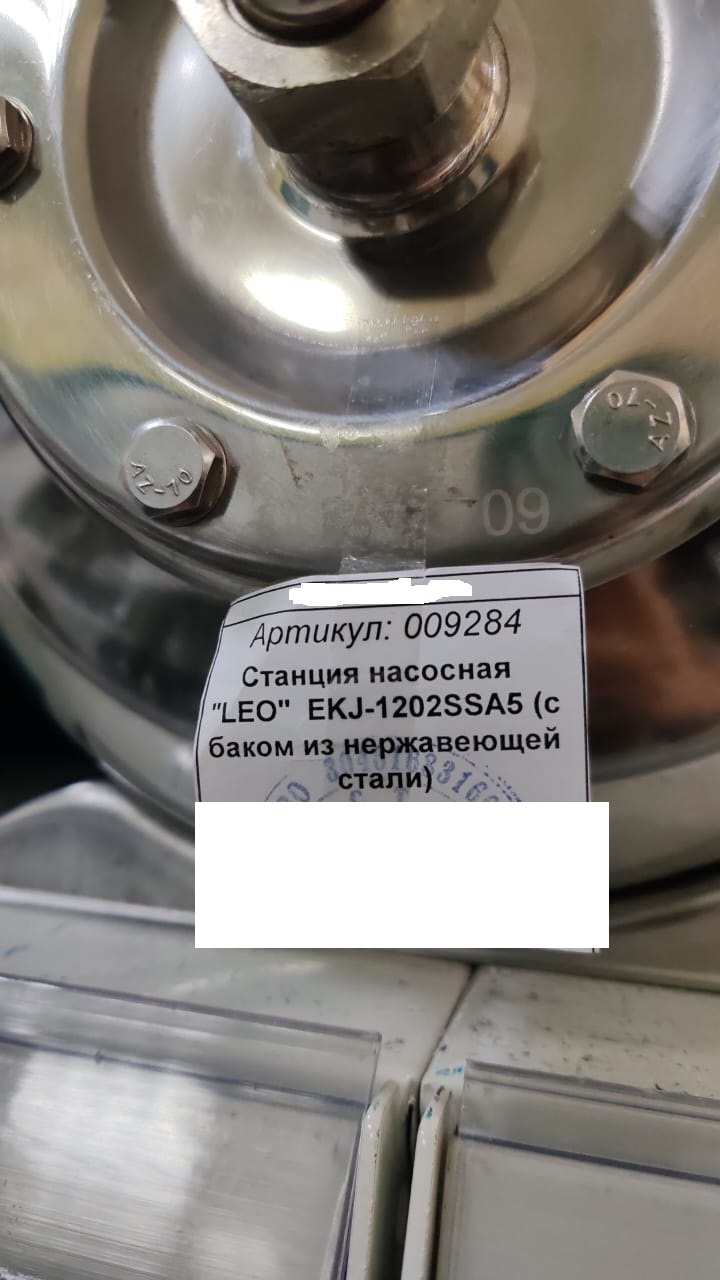 AZ-70
AZ-70
09
Артикул: 009284
Станция насосная
"LEO" EKJ-1202SSA5 (с
баком из нержавеющей
стали)